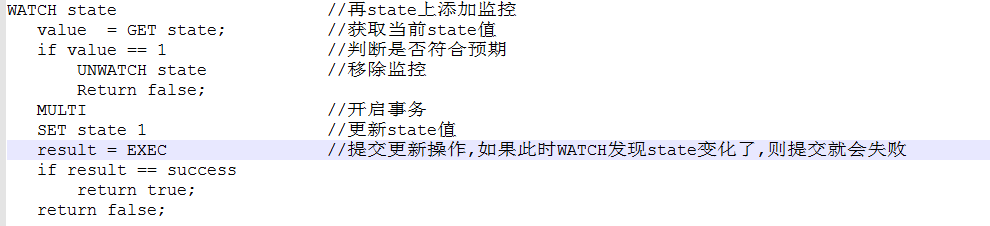 WATCH state                     //再state上添加监控
   value  = GET state;          //获取当前state值
   if value == 1                //判断是否符合预期
       UNWATCH state            //移除监控
       Return false;
   MULTI                        //开启事务
   SET state 1                  //更新state值
   result = EXEC                //提交更新操作,如果此时WATCH发现state变化了,则提交就会失败
   if result == success
       return true;
   return false;